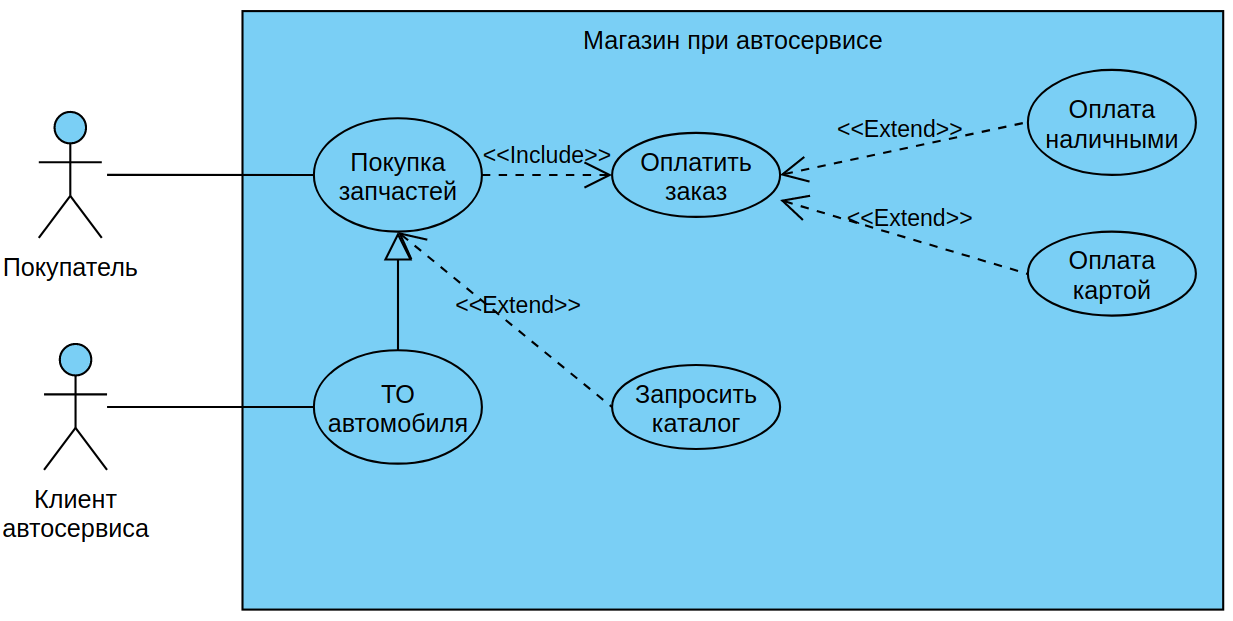 Магазин при автосервисе
Покупатель
Клиент
автосервиса
Покупка
запчастей
<<Include>>
Оплатить
заказ
<<Extend>>
Оплата
наличными
<<Extend>>
Оплата
картой
<<Extend>>
ТО
автомобиля
Запросить
каталог